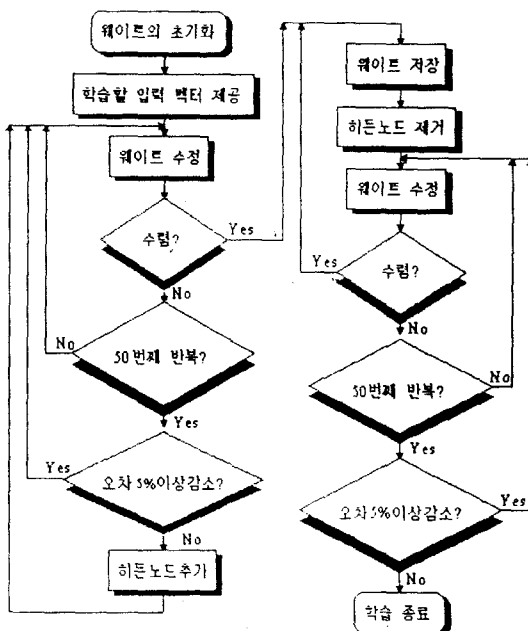 웨이트의 초기화
학습할 입력 벡터 제공
웨이트 수정
수렴?
Yes
No
50번째 반복?
No
Yes
오차5%이상감소?
Yes
No
히든노드추가
웨이트 저장
히든노드 제거
웨이트 수정
수렴?
Yes
No
50번째 반복?
No
Yes
오차5%이상감소?
Yes
No
학습 종료